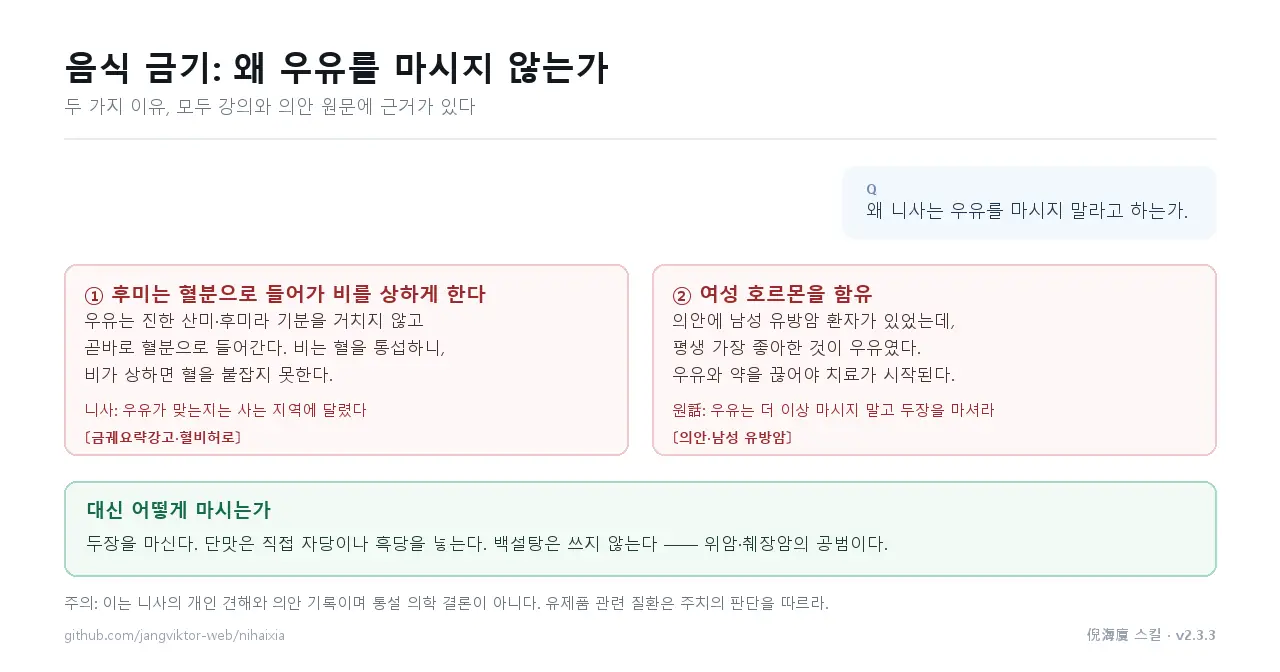 음식 금기: 왜 우유를 마시지 않는가
두 가지 이유, 모두 강의와 의안 원문에 근거가 있다
Q
왜 니사는 우유를 마시지 말라고 하는가.
① 후미는 혈분으로 들어가 비를 상하게 한다
우유는 진한 산미·후미라 기분을 거치지 않고
곧바로 혈분으로 들어간다. 비는 혈을 통섭하니,
비가 상하면 혈을 붙잡지 못한다.
니사: 우유가 맞는지는 사는 지역에 달렸다
〔금궤요략강고·혈비허로〕
② 여성 호르몬을 함유
의안에 남성 유방암 환자가 있었는데,
평생 가장 좋아한 것이 우유였다.
우유와 약을 끊어야 치료가 시작된다.
원話: 우유는 더 이상 마시지 말고 두장을 마셔라
〔의안·남성 유방암〕
대신 어떻게 마시는가
두장을 마신다. 단맛은 직접 자당이나 흑당을 넣는다. 백설탕은 쓰지 않는다 —— 위암·췌장암의 공범이다.
주의: 이는 니사의 개인 견해와 의안 기록이며 통설 의학 결론이 아니다. 유제품 관련 질환은 주치의 판단을 따르라.
github.com/jangviktor-web/nihaixia
倪海厦 스킬 · v2.3.3